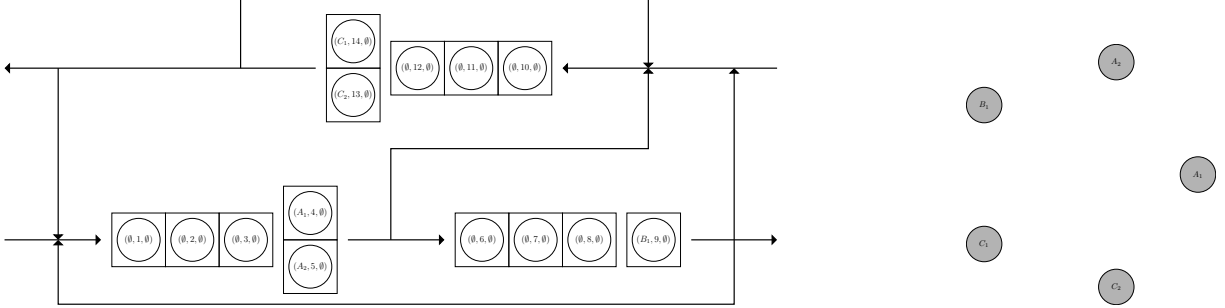 (C₁, 14, ∅)
(∅, 12, ∅) (∅, 11, ∅) (∅, 10, ∅)
(C₂, 13, ∅)
(A₁, 4, ∅)
(∅, 1, ∅) (∅, 2, ∅) (∅, 3, ∅)
(A₂, 5, ∅)
(∅, 6, ∅) (∅, 7, ∅) (∅, 8, ∅) (B₁, 9, ∅)
A₂
B₁
A₁
C₁
C₂